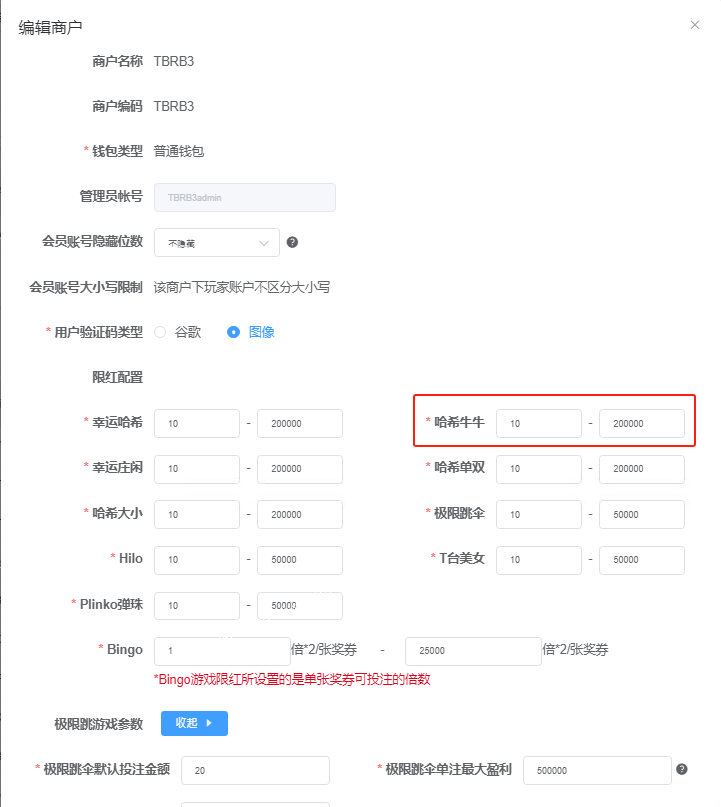 编辑商户
商户名称 TBRB3
商户编码 TBRB3
* 钱包类型 普通钱包
管理员帐号 TBRB3admin
会员账号隐藏位数 不隐藏
会员账号大小写限制 该商户下玩家账户不区分大小写
* 用户验证码类型 谷歌 图像
限红配置
* 幸运哈希 10 - 200000 * 哈希牛牛 10 - 200000
* 幸运庄闲 10 - 200000 * 哈希单双 10 - 200000
* 哈希大小 10 - 200000 * 极限跳伞 10 - 50000
* Hilo 10 - 50000 * T台美女 10 - 50000
* Plinko弹珠 10 - 50000
* Bingo 1 倍*2/张奖券 - 25000 倍*2/张奖券
*Bingo游戏限红所设置的是单张奖券可投注的倍数
极限跳游戏参数 收起
* 极限跳伞默认投注金额 20 * 极限跳伞单注最大盈利 500000